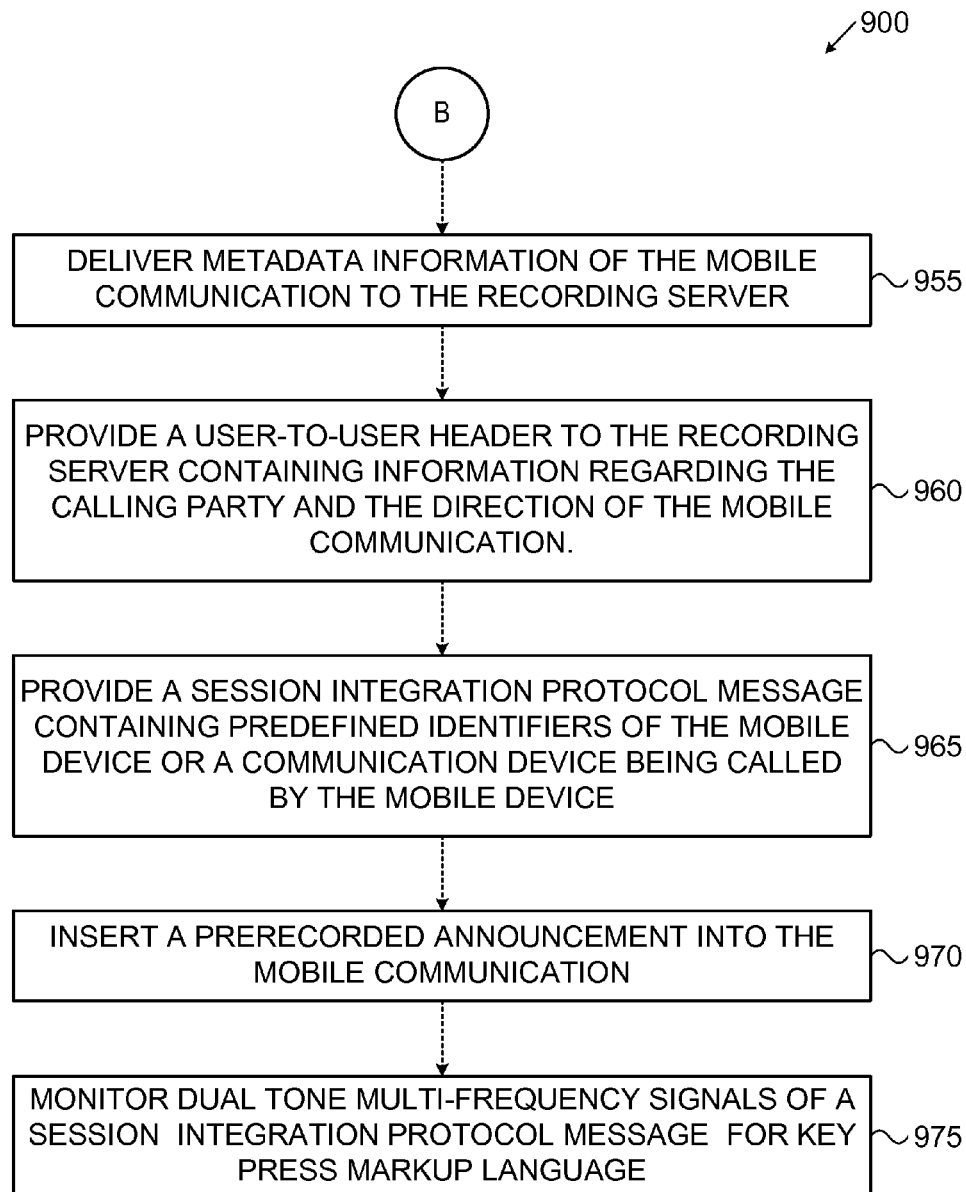 900
B
DELIVER METADATA INFORMATION OF THE MOBILE
COMMUNICATION TO THE RECORDING SERVER
955
PROVIDE A USER-TO-USER HEADER TO THE RECORDING
SERVER CONTAINING INFORMATION REGARDING THE
CALLING PARTY AND THE DIRECTION OF THE MOBILE
COMMUNICATION.
960
PROVIDE A SESSION INTEGRATION PROTOCOL MESSAGE
CONTAINING PREDEFINED IDENTIFIERS OF THE MOBILE
DEVICE OR A COMMUNICATION DEVICE BEING CALLED
BY THE MOBILE DEVICE
965
INSERT A PRERECORDED ANNOUNCEMENT INTO THE
MOBILE COMMUNICATION
970
MONITOR DUAL TONE MULTI-FREQUENCY SIGNALS OF A
SESSION INTEGRATION PROTOCOL MESSAGE FOR KEY
PRESS MARKUP LANGUAGE
975